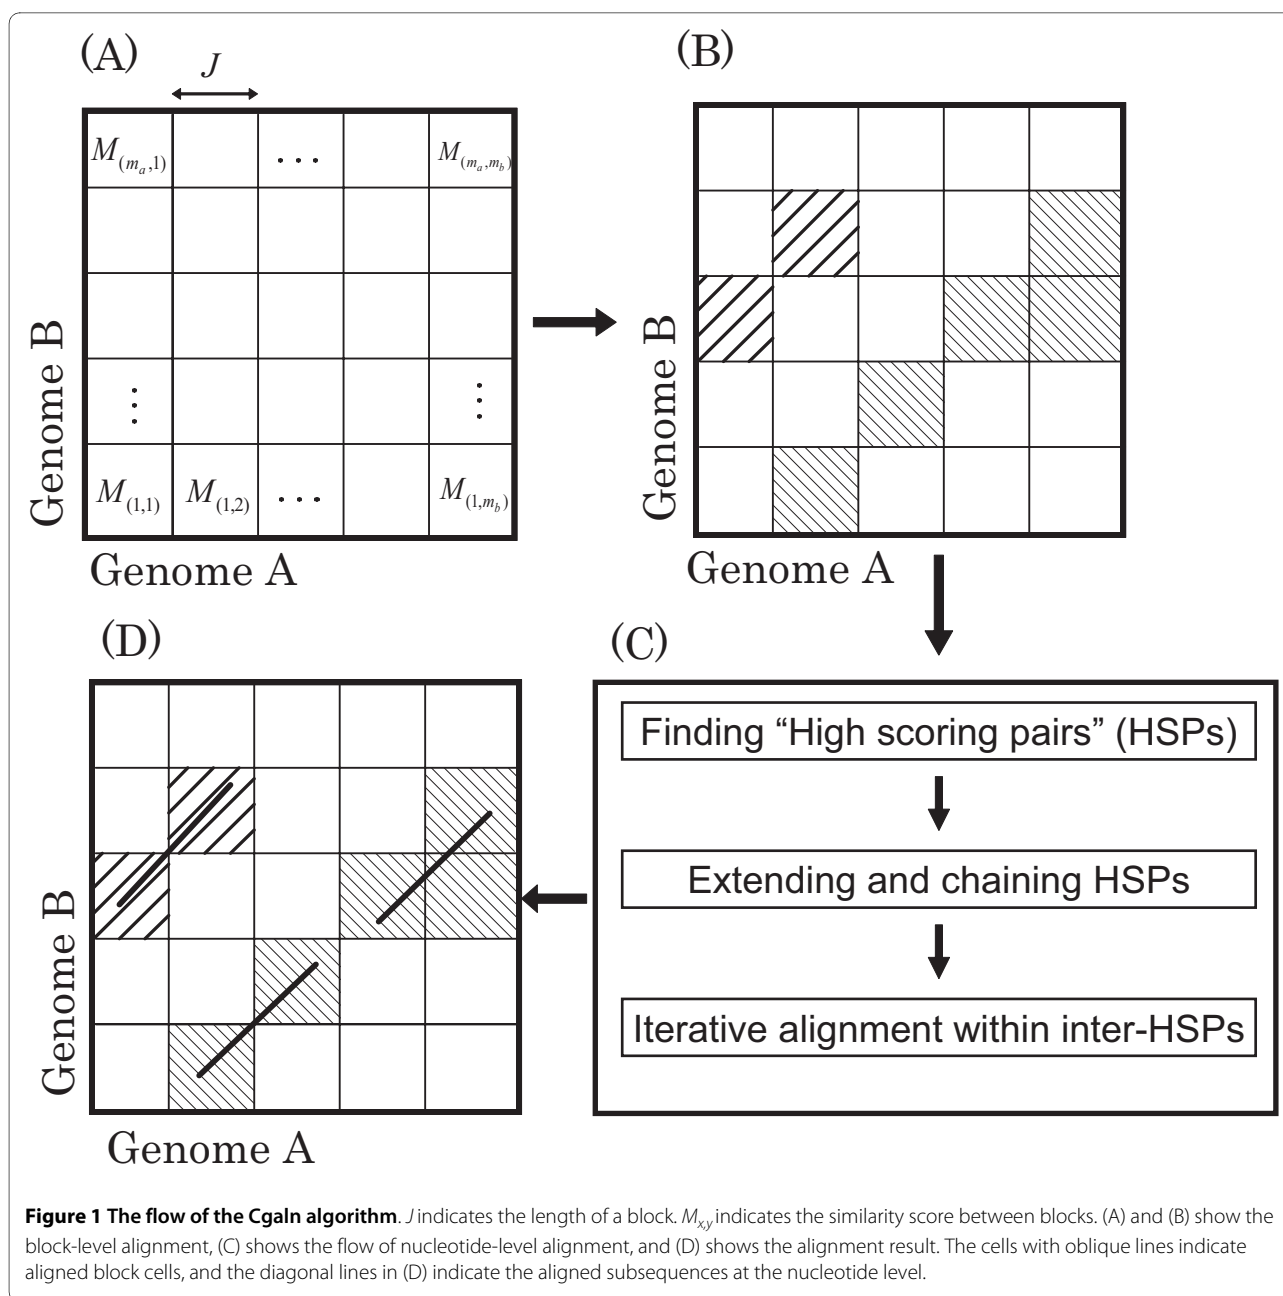 (A)
J
M(ma,1) ... M(ma,mb)
⋮ ⋮
M(1,1) M(1,2) ... M(1,mb)
Genome B
Genome A
(B)
Genome B
Genome A
(C)
Finding “High scoring pairs” (HSPs)
Extending and chaining HSPs
Iterative alignment within inter-HSPs
(D)
Genome B
Genome A
Figure 1 The flow of the Cgaln algorithm. J indicates the length of a block. Mx,y indicates the similarity score between blocks. (A) and (B) show the
block-level alignment, (C) shows the flow of nucleotide-level alignment, and (D) shows the alignment result. The cells with oblique lines indicate
aligned block cells, and the diagonal lines in (D) indicate the aligned subsequences at the nucleotide level.